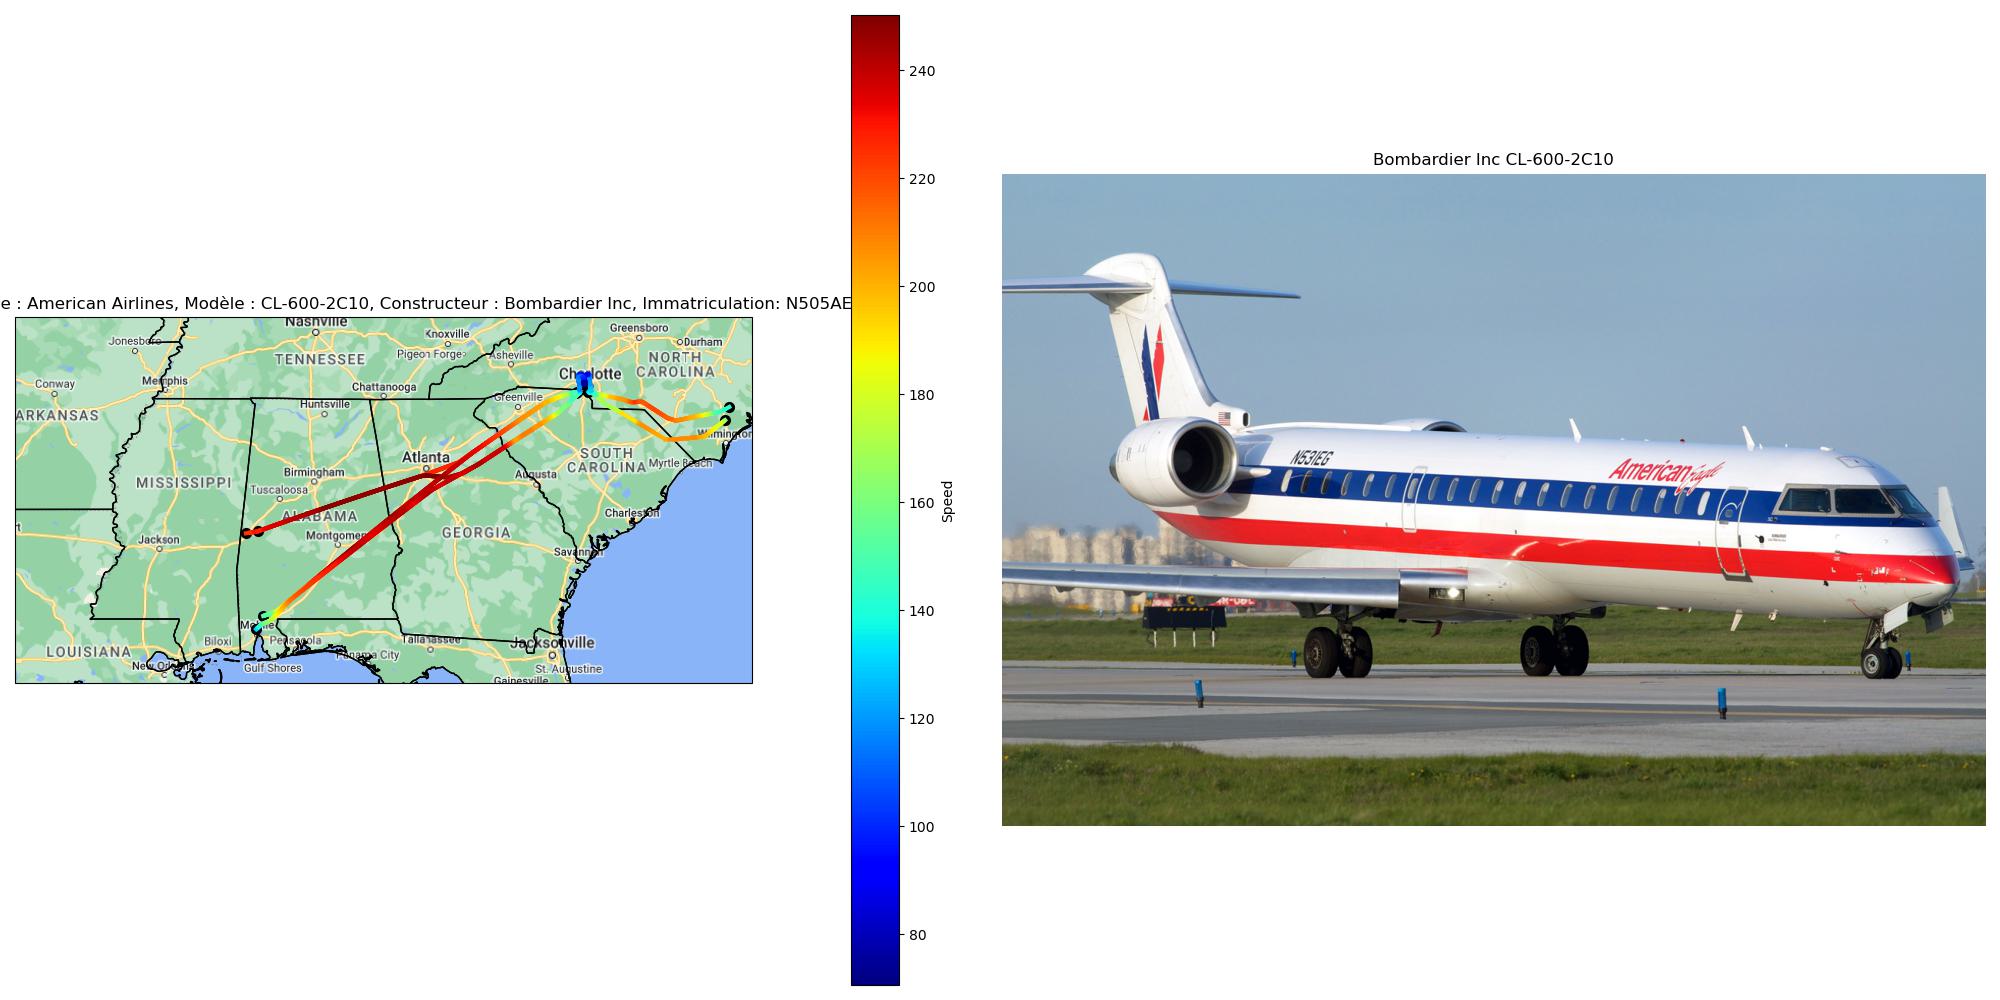 e : American Airlines, Modèle : CL-600-2C10, Constructeur : Bombardier Inc, Immatriculation: N505AE
Nashville
Knoxville
Greensboro
Jonesboro
Durham
TENNESSEE
Pigeon Forge
Asheville
NORTH
CAROLINA
Conway
Memphis
Charlotte
Chattanooga
Greenville
ARKANSAS
Huntsville
Wilmington
Atlanta
SOUTH
CAROLINA
Myrtle Beach
Birmingham
Augusta
MISSISSIPPI
Tuscaloosa
ALABAMA
Charleston
Jackson
Montgomery
GEORGIA
Savannah
Mobile
Biloxi
Pensacola
Tallahassee
Jacksonville
LOUISIANA
Panama City
New Orleans
Gulf Shores
St. Augustine
Gainesville
240
220
200
180
160
140
120
100
80
Speed
Bombardier Inc CL-600-2C10
N531EG
American Eagle